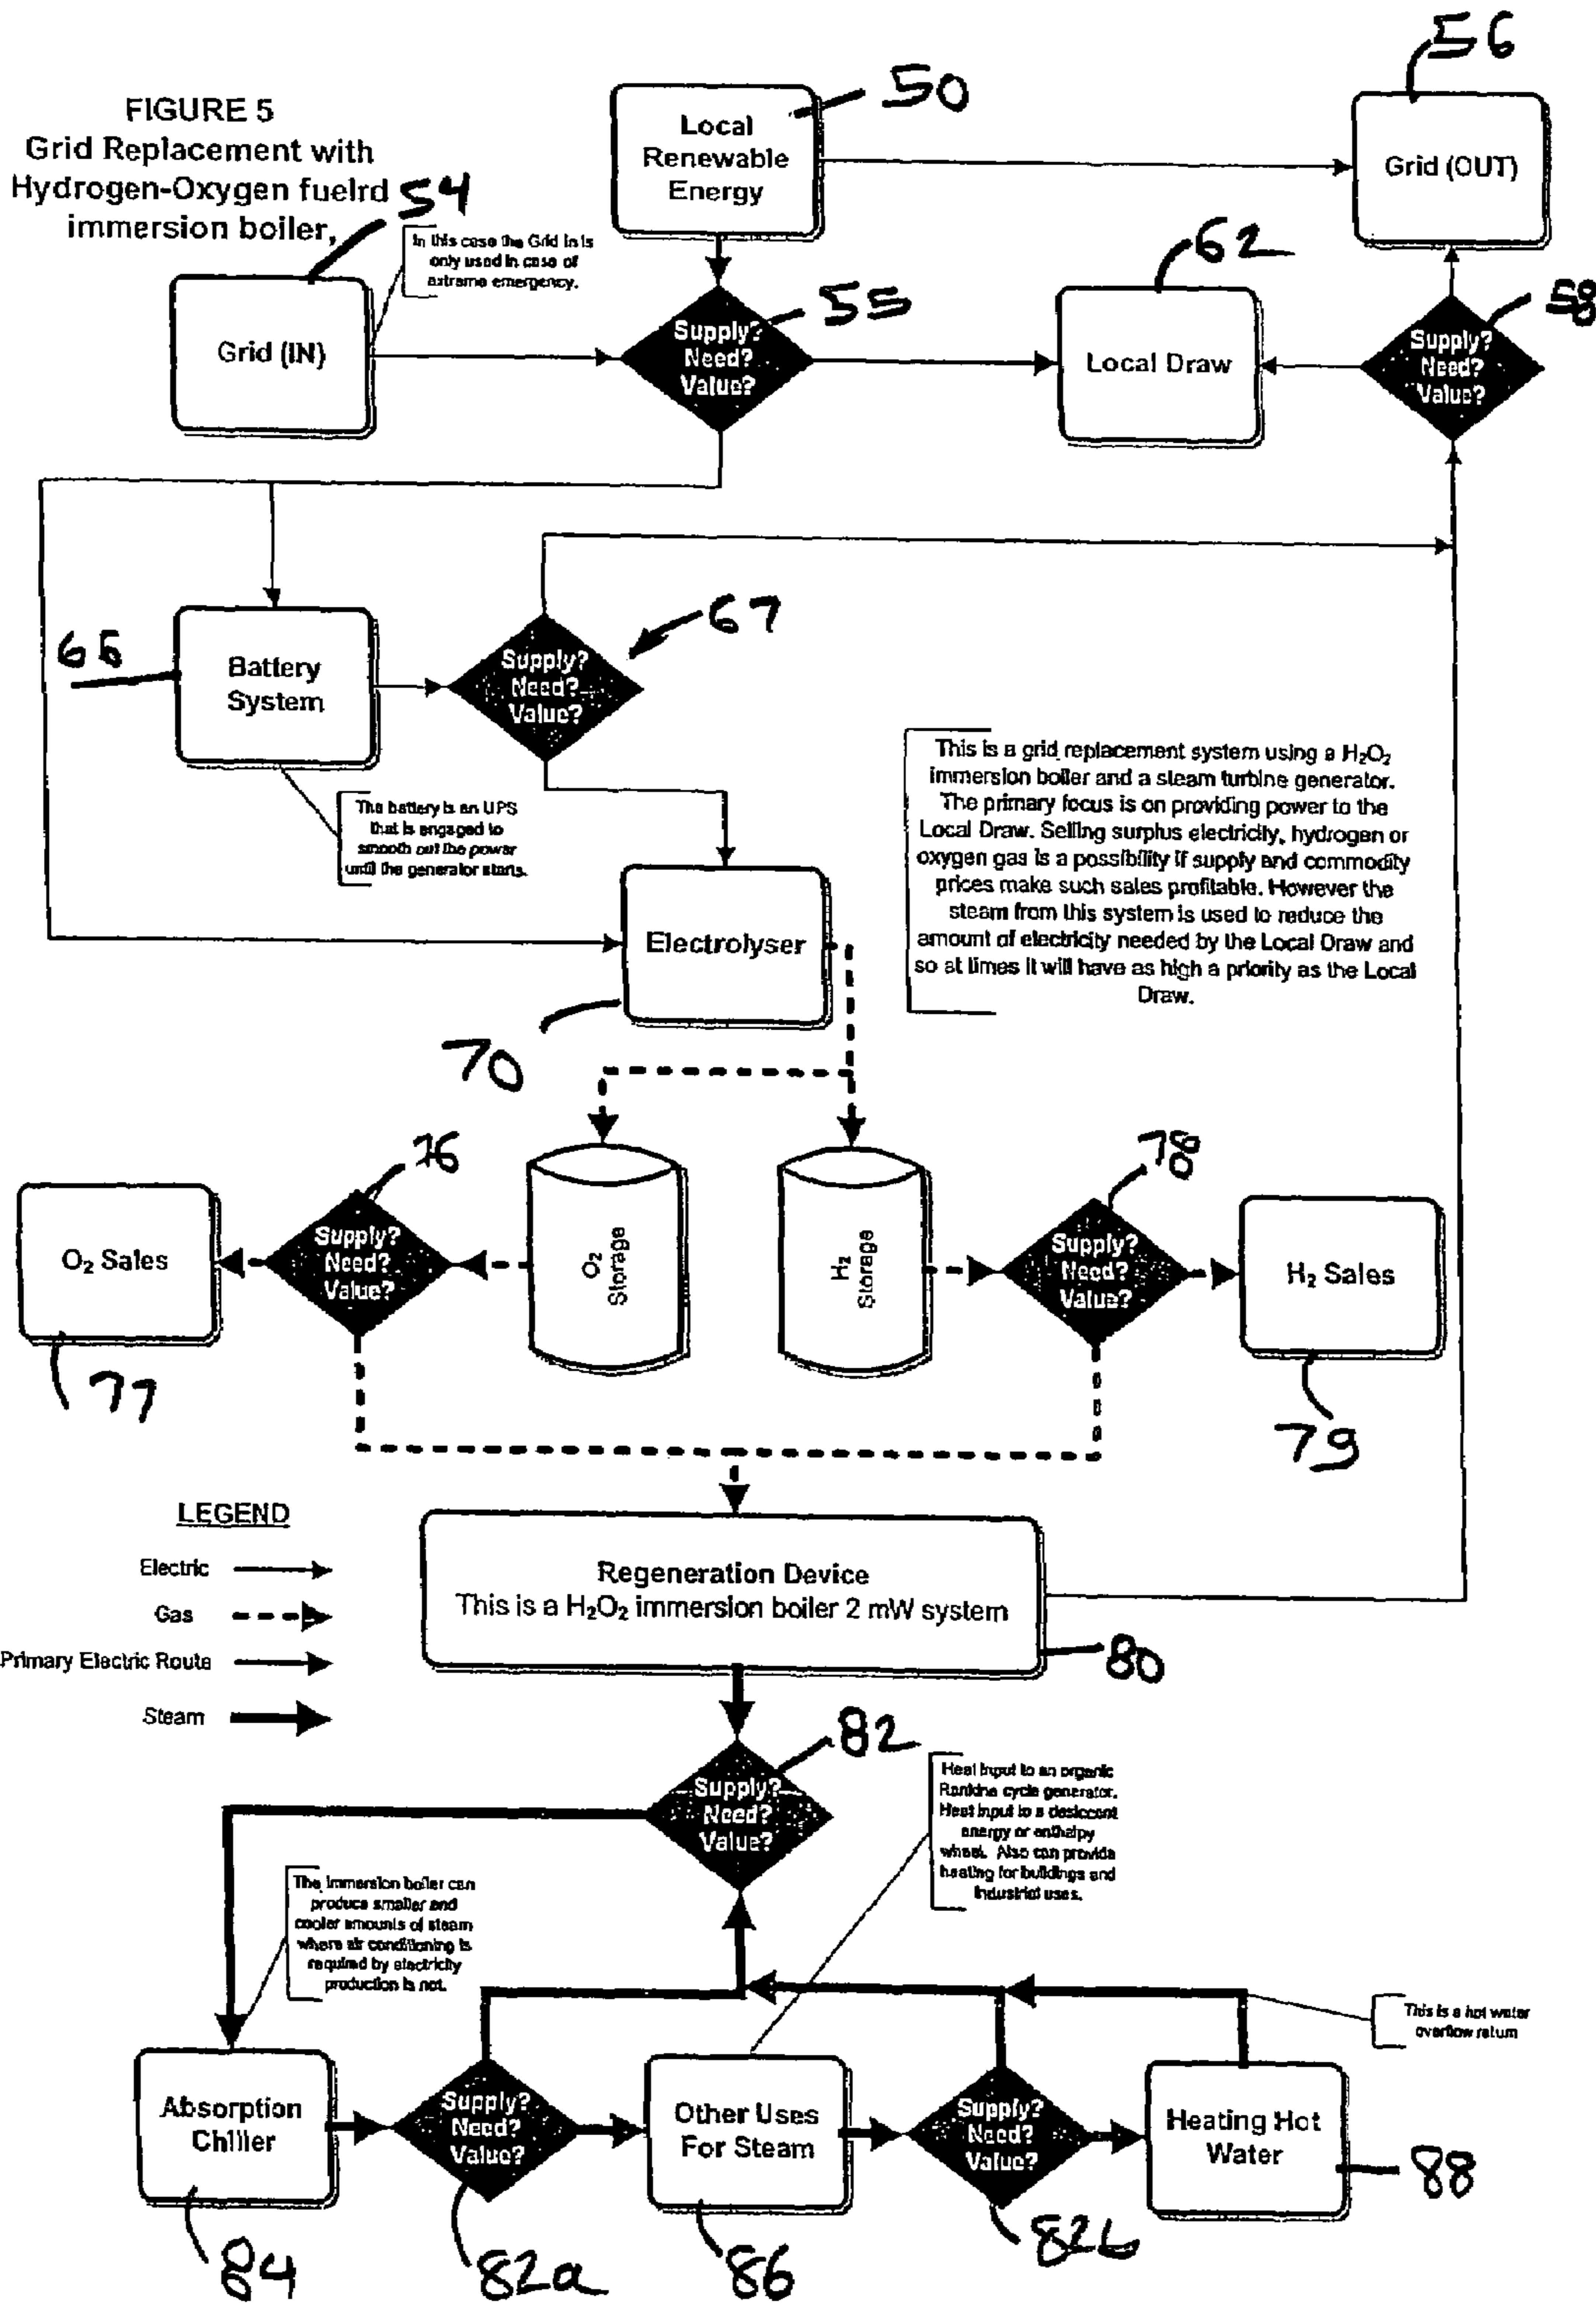 FIGURE 5
Grid Replacement with
Hydrogen-Oxygen fuelrd
immersion boiler,
54
50
56
Local
Renewable
Energy
Grid (OUT)
In this case the Grid in is
only used in case of
extreme emergency.
62
55
58
Grid (IN)
Supply?
Need?
Value?
Local Draw
Supply?
Need?
Value?
67
Battery
System
Supply?
Need?
Value?
The battery is an UPS
that is engaged to
smooth out the power
until the generator starts.
This is a grid replacement system using a H₂O₂
immersion boiler and a steam turbine generator.
The primary focus is on providing power to the
Local Draw. Selling surplus electricity, hydrogen or
oxygen gas is a possibility if supply and commodity
prices make such sales profitable. However the
steam from this system is used to reduce the
amount of electricity needed by the Local Draw and
so at times it will have as high a priority as the Local
Draw.
Electrolyser
70
76
78
O₂ Sales
Supply?
Need?
Value?
O₂
Storage
H₂
Storage
Supply?
Need?
Value?
H₂ Sales
77
79
LEGEND
Electric
Gas
Primary Electric Route
Steam
Regeneration Device
This is a H₂O₂ immersion boiler 2 mW system
80
82
Supply?
Need?
Value?
Heat input to an organic
Rankine cycle generator.
Heat input to a desiccent
energy or enthalpy
wheel. Also can provide
heating for buildings and
industrial uses.
The immersion boiler can
produce smaller and
cooler amounts of steam
where air conditioning is
required by electricity
production is not.
This is a hot water
overflow return
Absorption
Chiller
Supply?
Need?
Value?
Other Uses
For Steam
Supply?
Need?
Value?
Heating Hot
Water
88
84
82a
86
82b